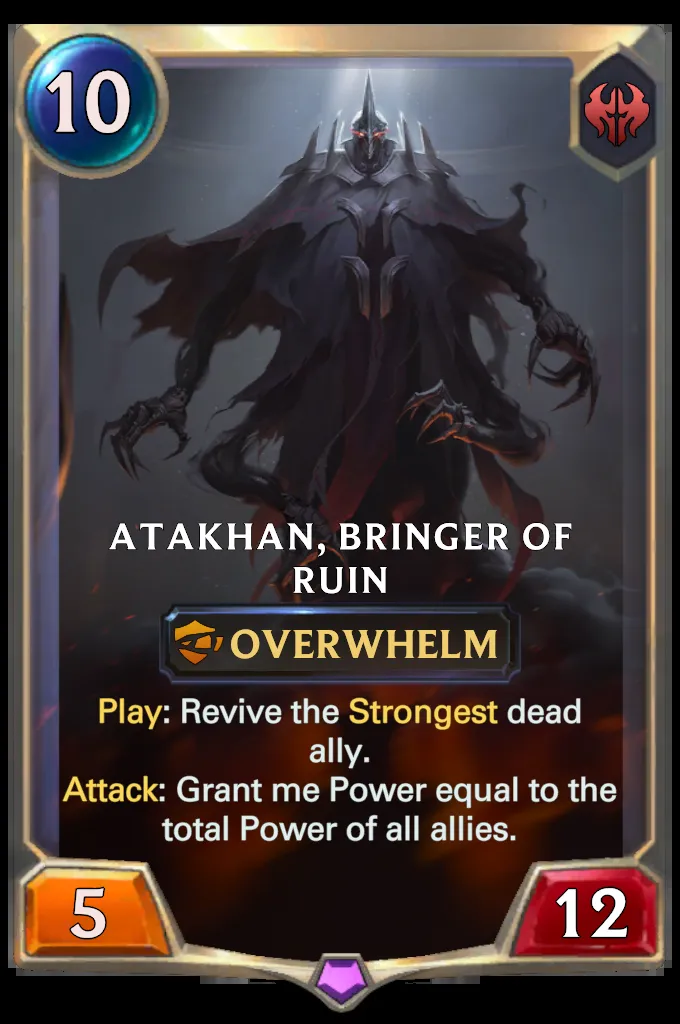 10
ATAKHAN, BRINGER OF
RUIN
OVERWHELM
Play: Revive the Strongest dead
ally.
Attack: Grant me Power equal to the
total Power of all allies.
5
12